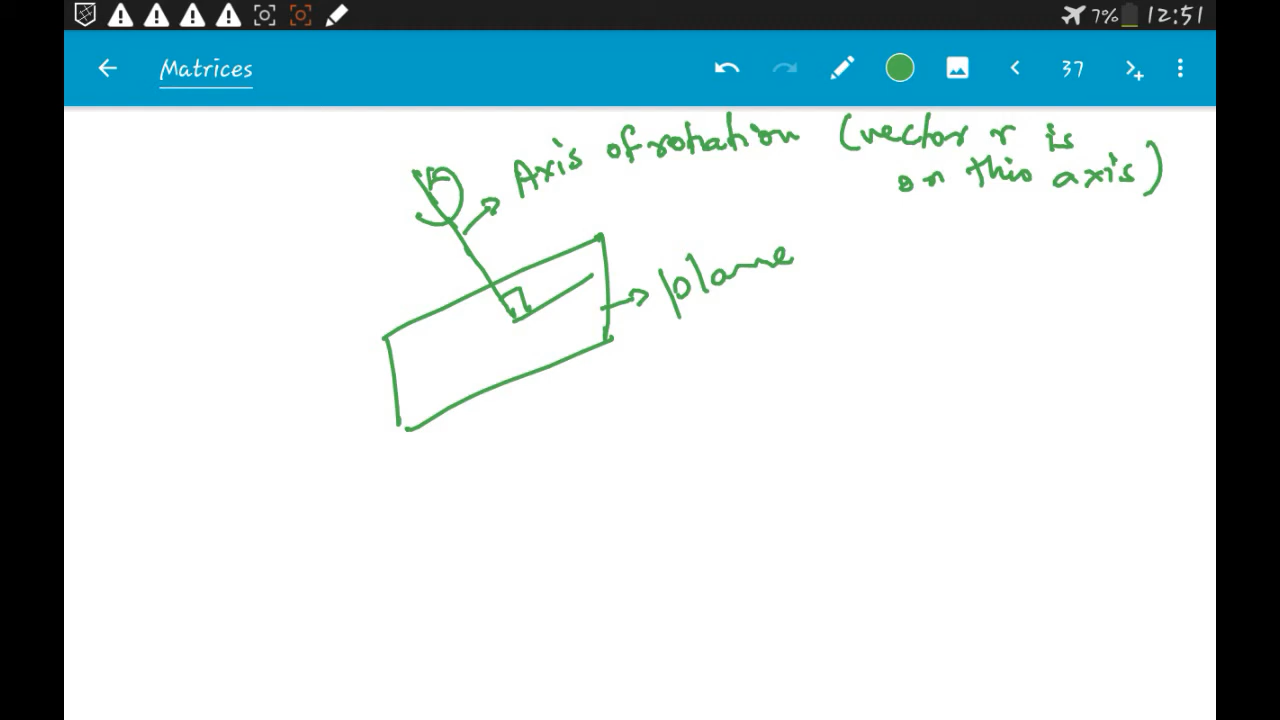 7% 12:51
Matrices
37
Axis of rotation (vector r is
on this axis)
plane